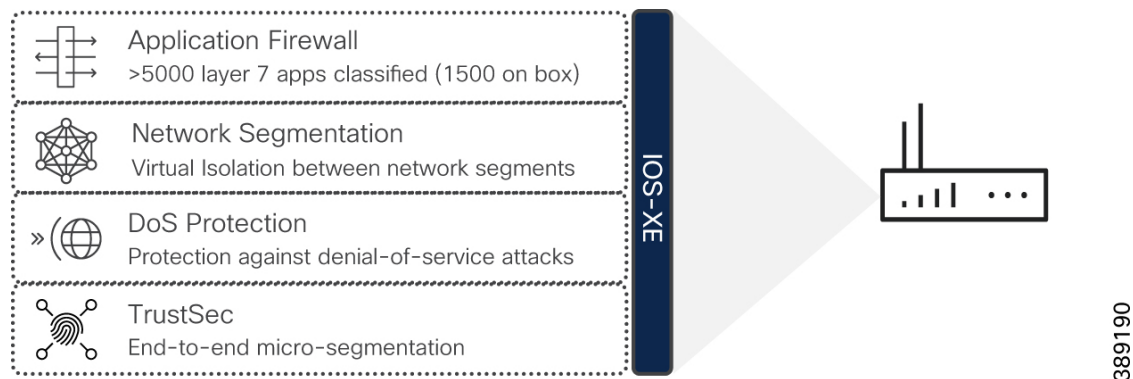 Application Firewall
>5000 layer 7 apps classified (1500 on box)
Network Segmentation
Virtual Isolation between network segments
DoS Protection
Protection against denial-of-service attacks
TrustSec
End-to-end micro-segmentation
IOS-XE
389190